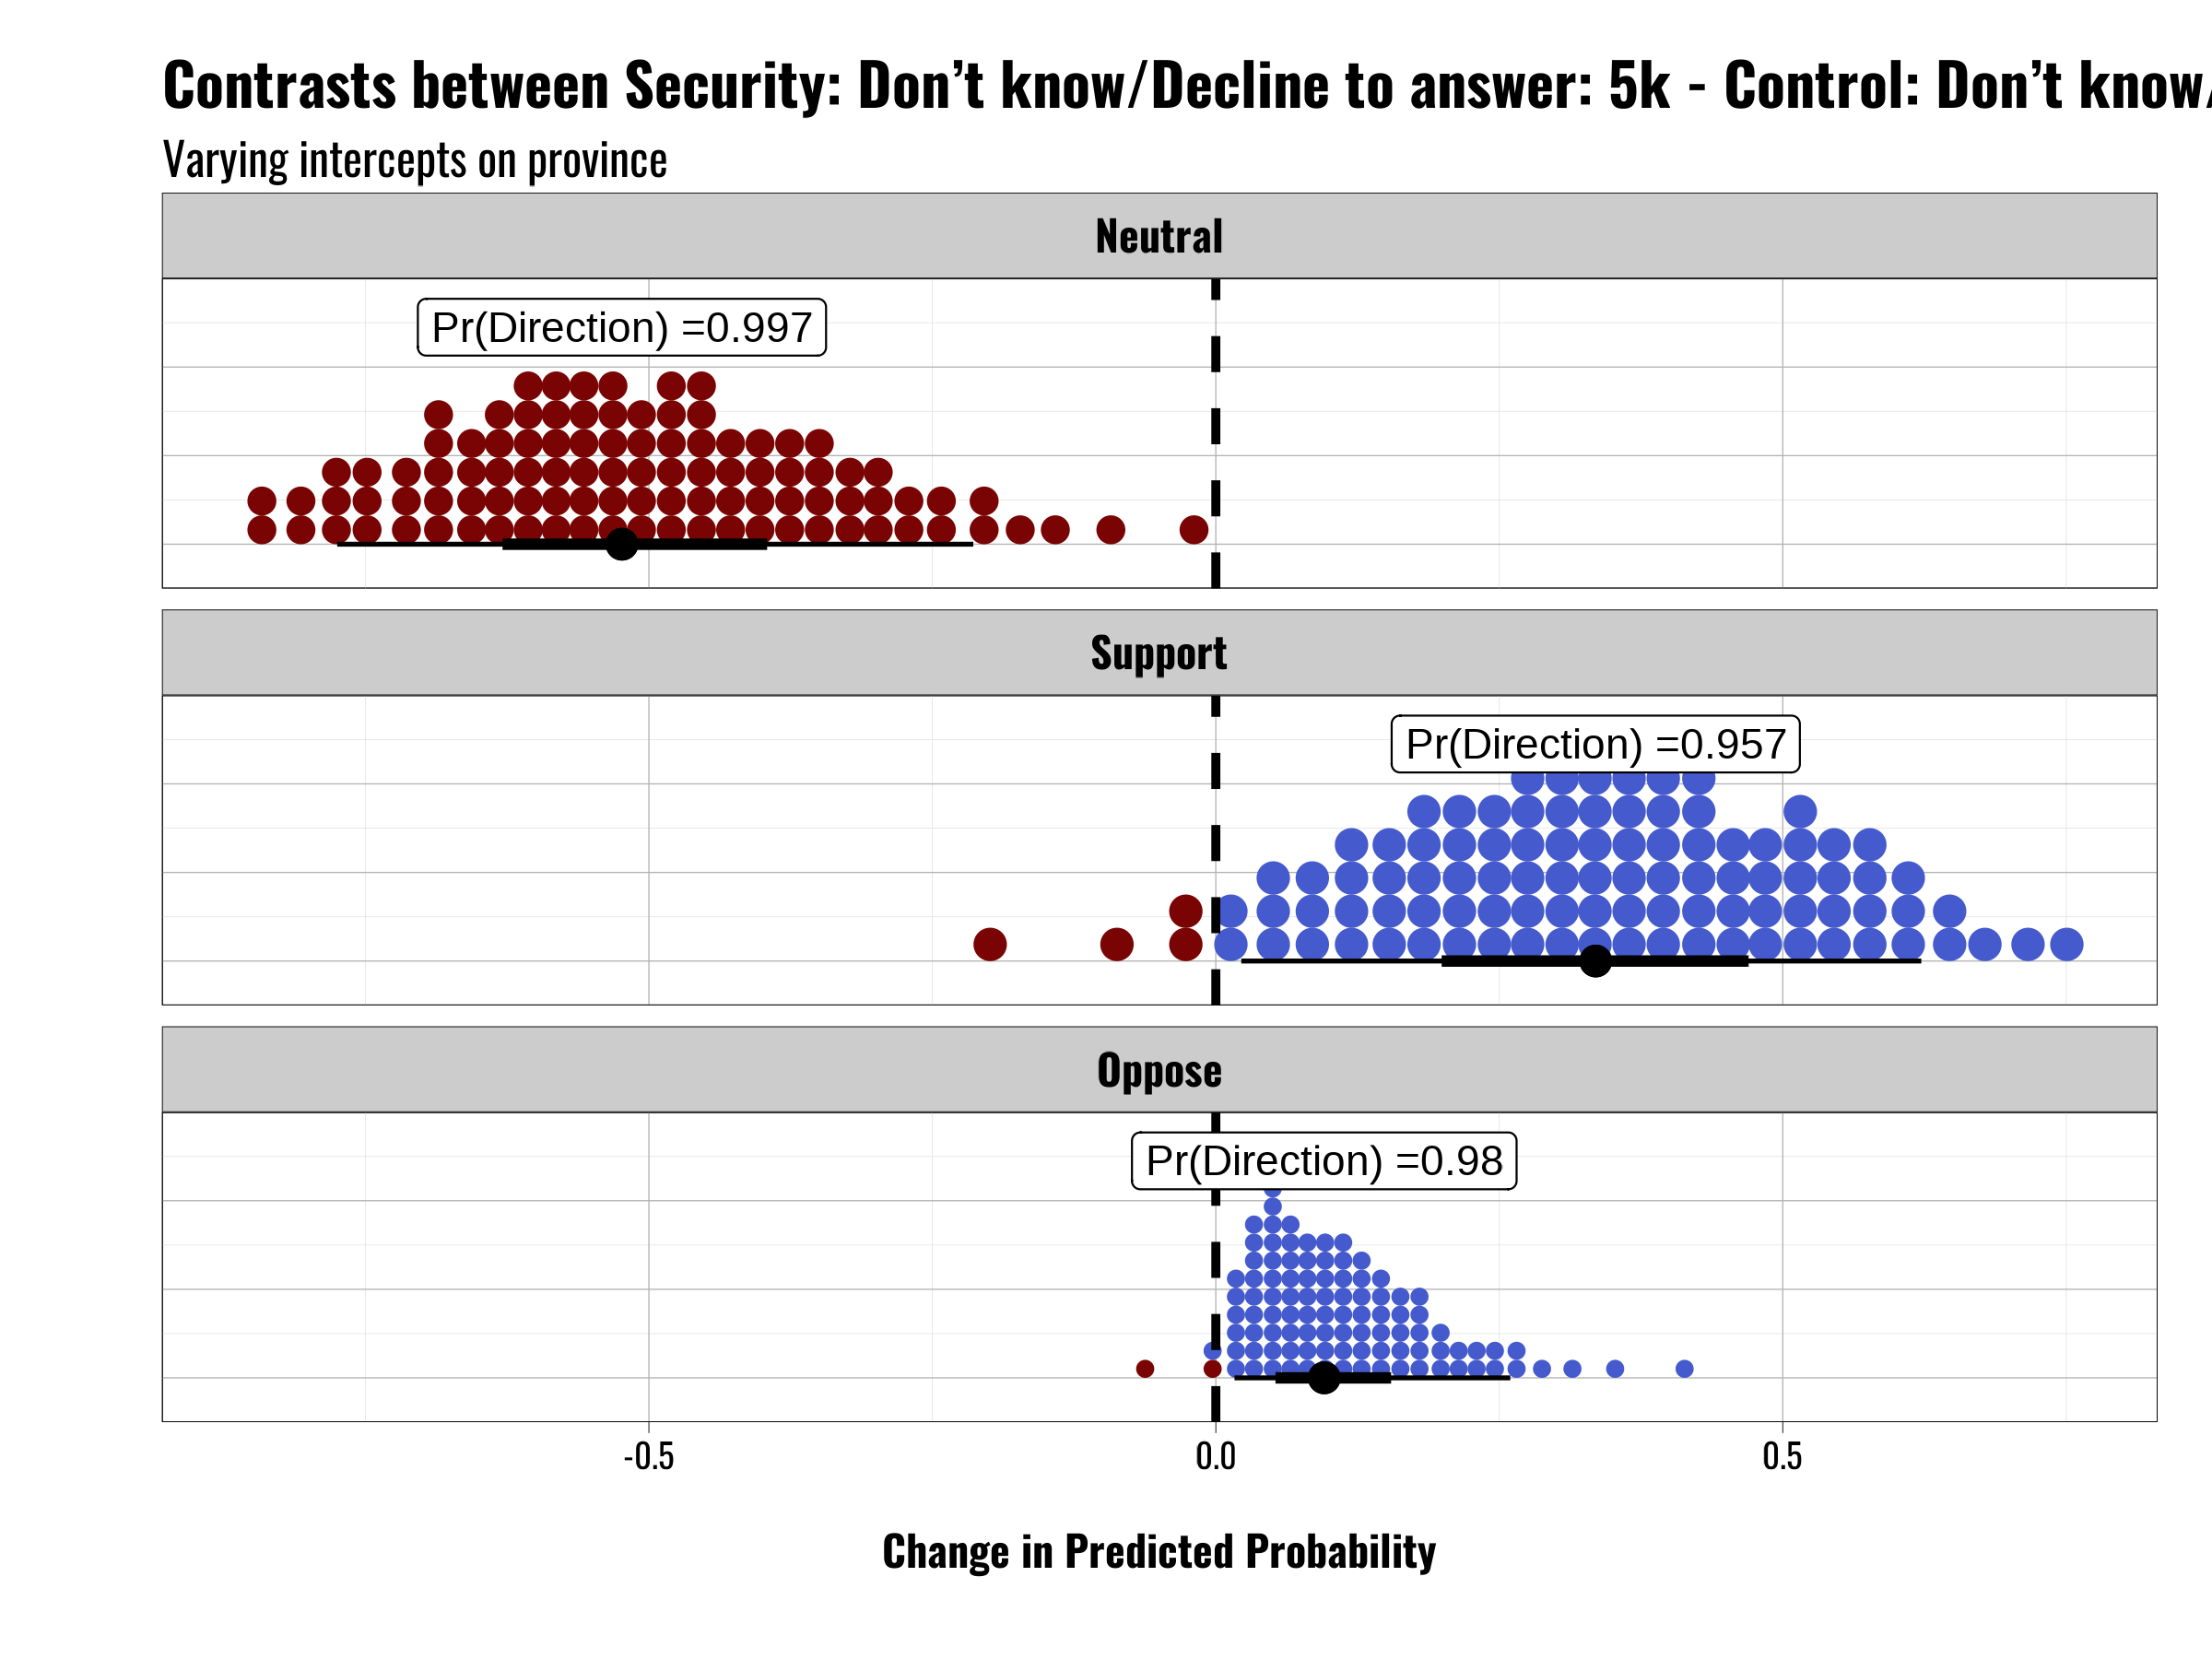 Contrasts between Security: Don’t know/Decline to answer: 5k - Control: Don’t know/
Varying intercepts on province
Neutral
Pr(Direction) =0.997
Support
Pr(Direction) =0.957
Oppose
Pr(Direction) =0.98
-0.5 0.0 0.5
Change in Predicted Probability